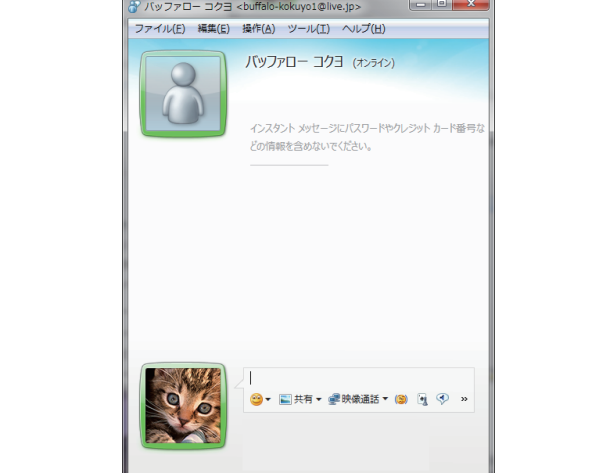 バッファロー コクヨ <buffalo-kokuyo1@live.jp>
ファイル(F) 編集(E) 操作(A) ツール(T) ヘルプ(H)
バッファロー コクヨ (オンライン)
インスタント メッセージにパスワードやクレジット カード番号な
どの情報を含めないでください。
共有 映像通話 »